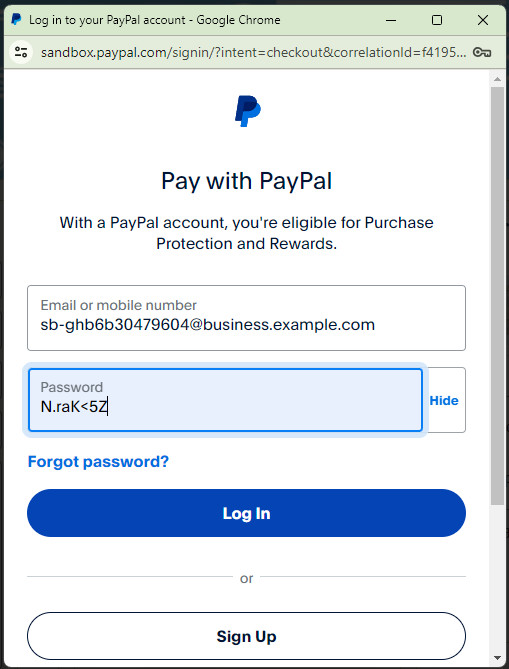 Log in to your PayPal account - Google Chrome
sandbox.paypal.com/signin/?intent=checkout&correlationId=f4195...
Pay with PayPal
With a PayPal account, you're eligible for Purchase
Protection and Rewards.
Email or mobile number
sb-ghb6b30479604@business.example.com
Password
N.raK<5Z
Hide
Forgot password?
Log In
or
Sign Up